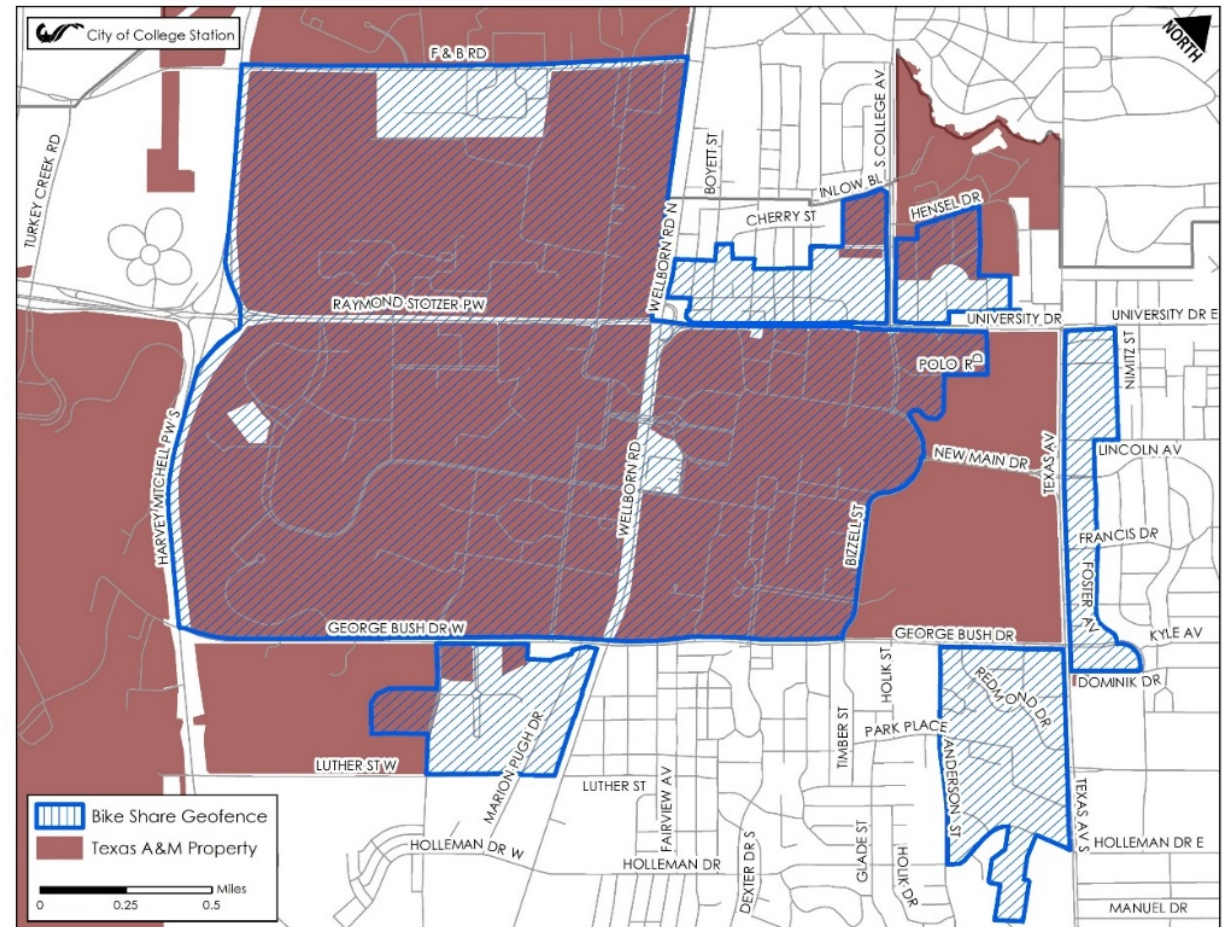 City of College Station
NORTH
F & B RD
TURKEY CREEK RD
BOYETT ST
S COLLEGE AV
INLOW BL
CHERRY ST
HENSEL DR
WELLBORN RD N
RAYMOND STOTZER PW
UNIVERSITY DR
UNIVERSITY DR E
NIMITZ ST
POLO RD
HARVEY MITCHELL PW S
WELLBORN RD
NEW MAIN DR
TEXAS AV
LINCOLN AV
BIZZELL ST
FRANCIS DR
FOSTER AV
GEORGE BUSH DR W
GEORGE BUSH DR
KYLE AV
DOMINIK DR
HOLIK ST
REDMOND DR
TIMBER ST
PARK PLACE
MARION PUGH DR
ANDERSON ST
LUTHER ST W
LUTHER ST
FAIRVIEW AV
TEXAS AV S
Bike Share Geofence
Texas A&M Property
Miles
0 0.25 0.5
HOLLEMAN DR W
HOLLEMAN DR
DEXTER DR S
GLADE ST
HOLIK DR
HOLLEMAN DR E
MANUEL DR